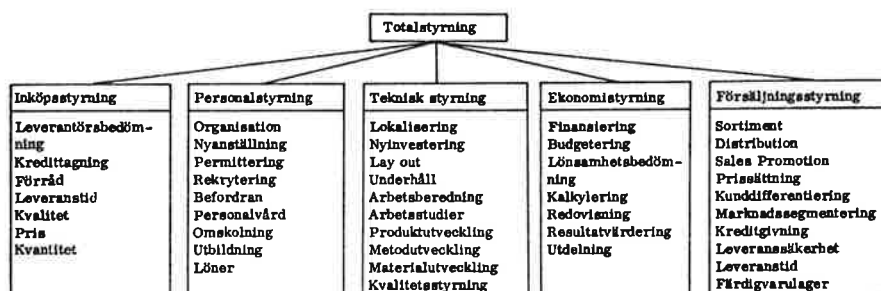 Totalstyrning
Inköpsstyrning
Leverantörsbedöm-
ning
Kredittagning
Förråd
Leveranstid
Kvalitet
Pris
Kvantitet
Personalstyrning
Organisation
Nyanställning
Permittering
Rekrytering
Befordran
Personalvård
Omskolning
Utbildning
Löner
Teknisk styrning
Lokalisering
Nyinvestering
Lay out
Underhåll
Arbetsberedning
Arbetsstudier
Produktutveckling
Metodutveckling
Materialutveckling
Kvalitetsstyrning
Ekonomistyrning
Finansiering
Budgetering
Lönsamhetsbedöm-
ning
Kalkylering
Redovisning
Resultatvärdering
Utdelning
Försäljningsstyrning
Sortiment
Distribution
Sales Promotion
Prissättning
Kunddifferentiering
Marknadssegmentering
Kreditgivning
Leveranssäkerhet
Leveranstid
Färdigvarulager